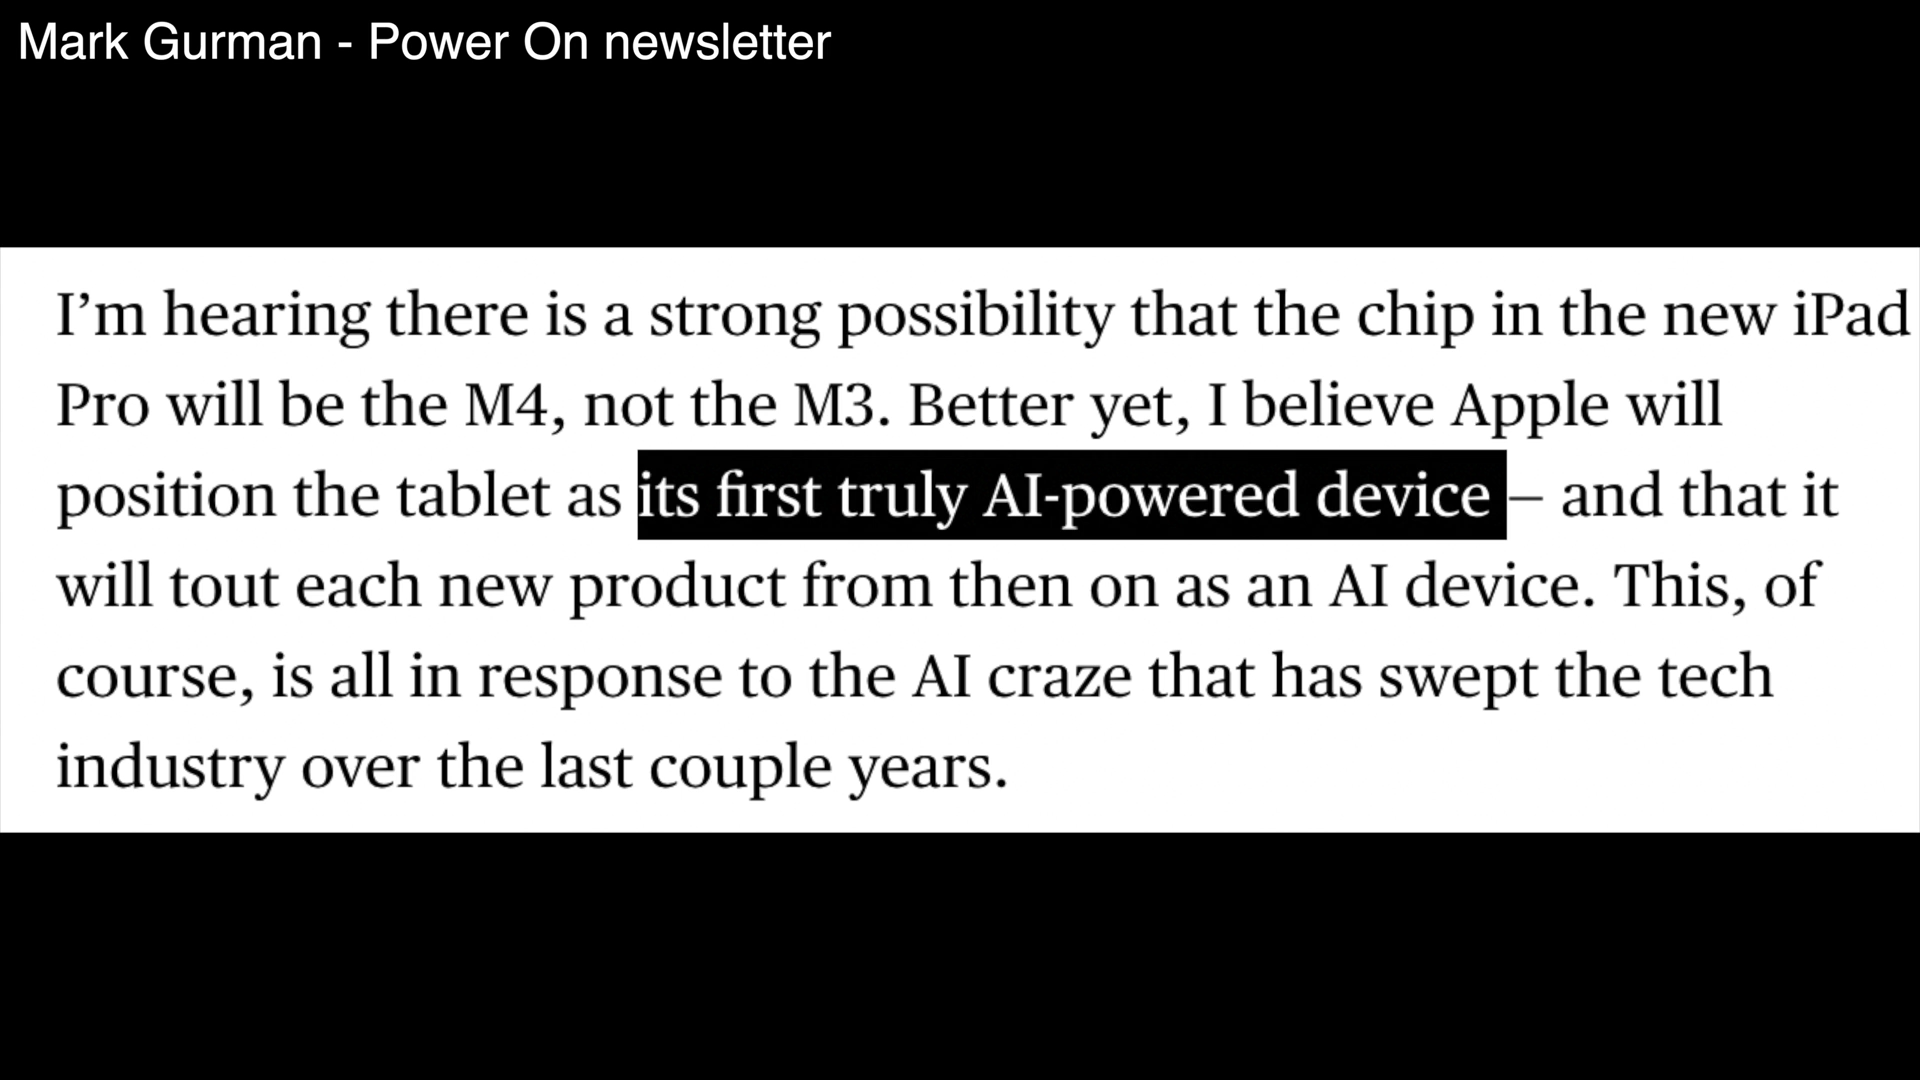 Mark Gurman - Power On newsletter
I’m hearing there is a strong possibility that the chip in the new iPad
Pro will be the M4, not the M3. Better yet, I believe Apple will
position the tablet as its first truly AI-powered device — and that it
will tout each new product from then on as an AI device. This, of
course, is all in response to the AI craze that has swept the tech
industry over the last couple years.